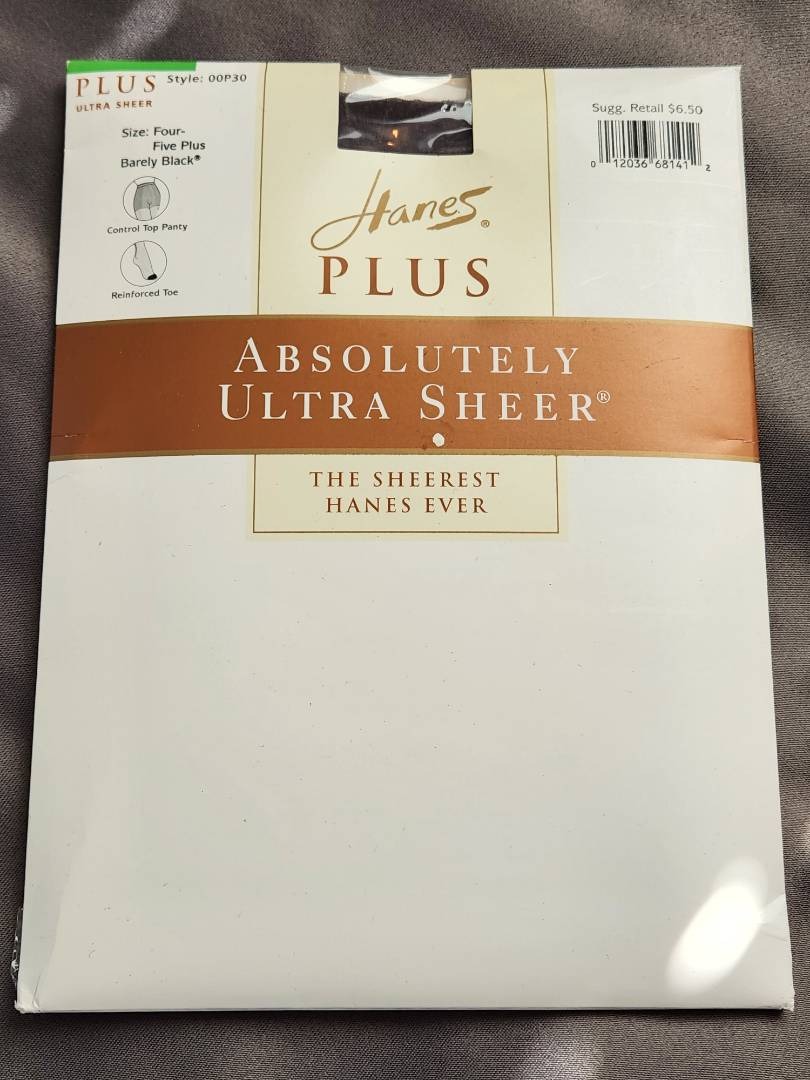 PLUS Style: 00P30
ULTRA SHEER
Size: Four-
Five Plus
Barely Black®
Control Top Panty
Reinforced Toe
Sugg. Retail $6.50
0 12036 68141 2
Hanes®
PLUS
ABSOLUTELY
ULTRA SHEER®
THE SHEEREST
HANES EVER